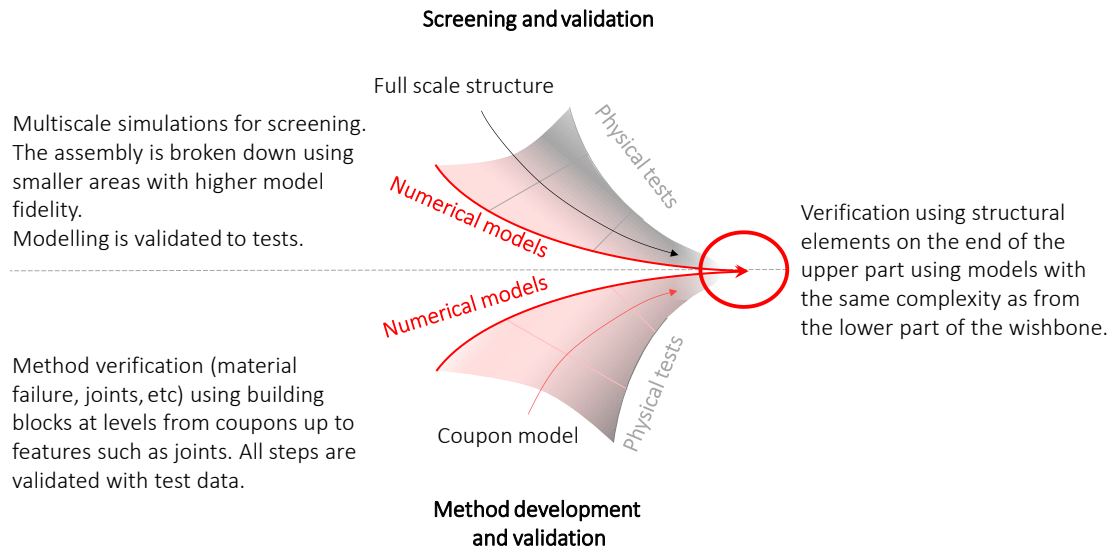 Screening and validation
Full scale structure
Physical tests
Multiscale simulations for screening.
The assembly is broken down using
smaller areas with higher model
fidelity.
Modelling is validated to tests.
Numerical models
Verification using structural
elements on the end of the
upper part using models with
the same complexity as from
the lower part of the wishbone.
Numerical models
Physical tests
Method verification (material
failure, joints, etc) using building
blocks at levels from coupons up to
features such as joints. All steps are
validated with test data.
Coupon model
Method development
and validation